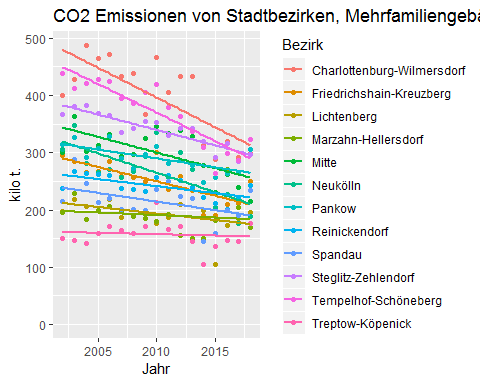 CO2 Emissionen von Stadtbezirken, Mehrfamiliengebä
kilo t.
500
400
300
200
100
0
2005
2010
2015
Jahr
Bezirk
Charlottenburg-Wilmersdorf
Friedrichshain-Kreuzberg
Lichtenberg
Marzahn-Hellersdorf
Mitte
Neukölln
Pankow
Reinickendorf
Spandau
Steglitz-Zehlendorf
Tempelhof-Schöneberg
Treptow-Köpenick